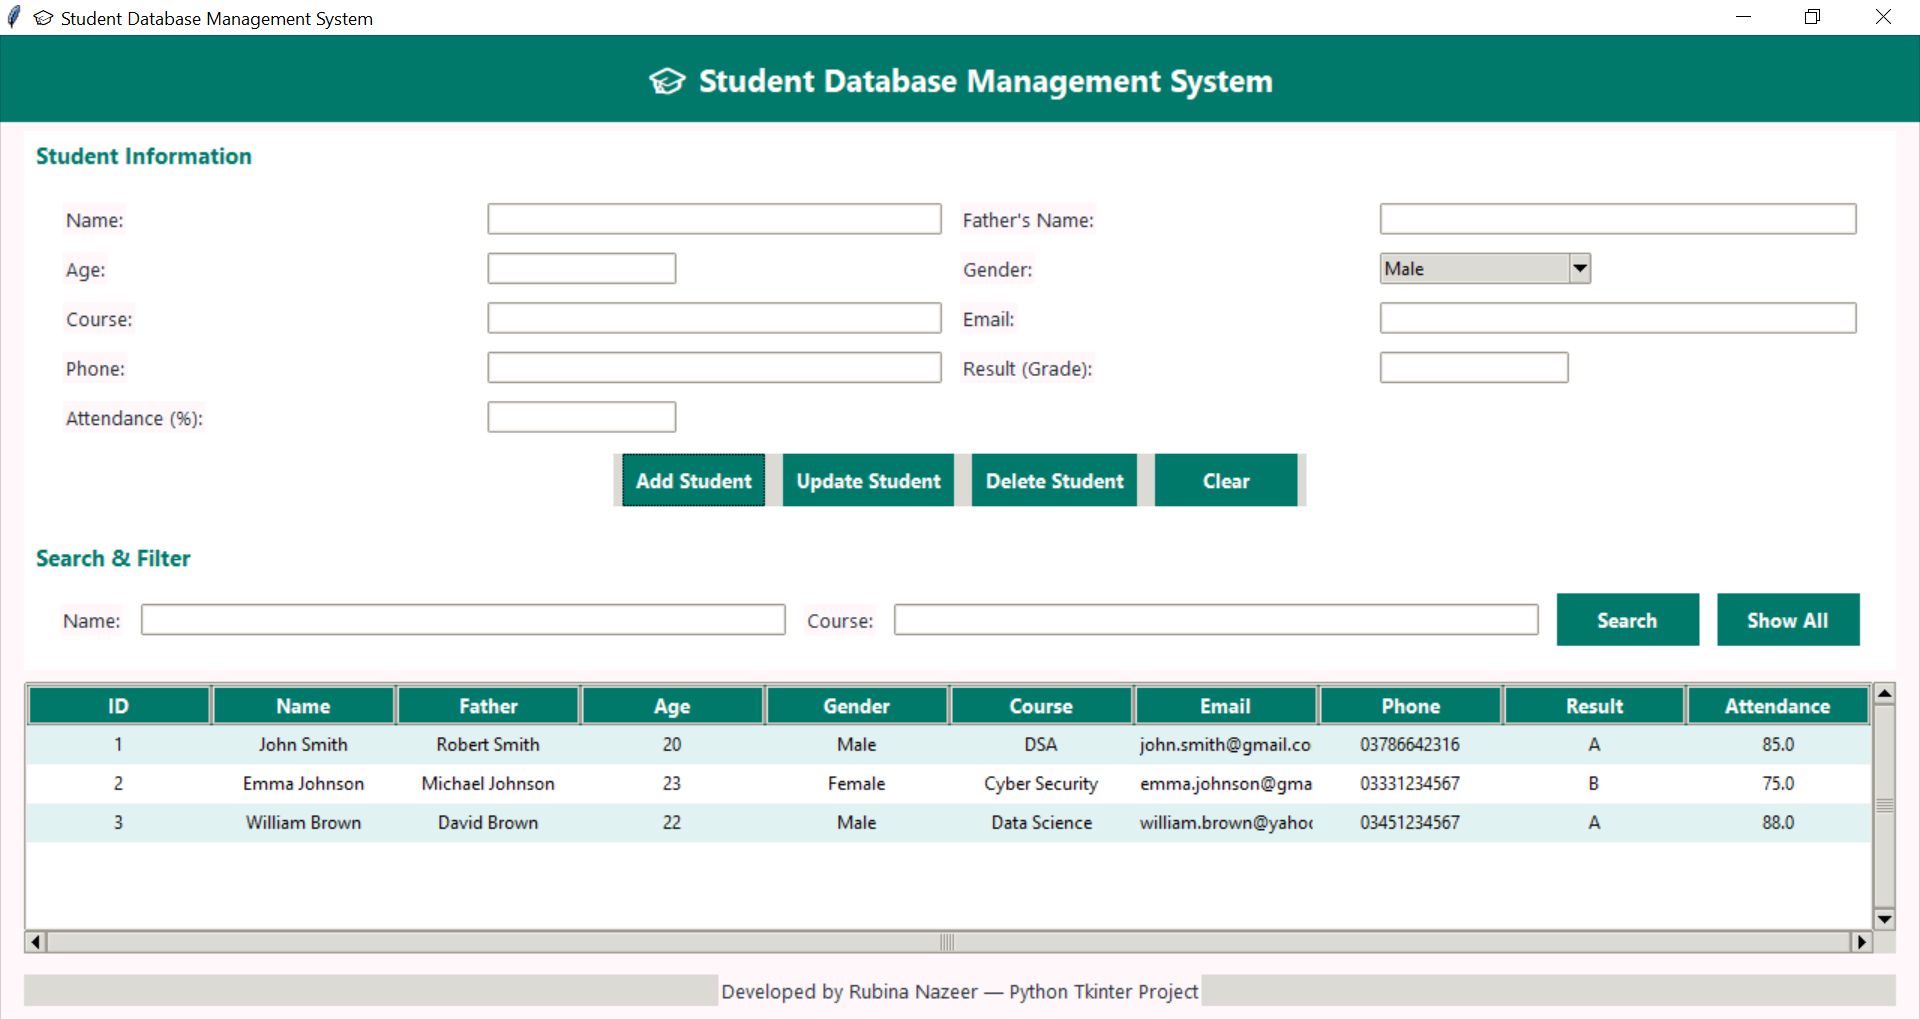 Student Database Management System
Student Database Management System
Student Information
Name: Father's Name:
Age: Gender: Male
Course: Email:
Phone: Result (Grade):
Attendance (%):
Add Student Update Student Delete Student Clear
Search & Filter
Name: Course: Search Show All
ID Name Father Age Gender Course Email Phone Result Attendance
1 John Smith Robert Smith 20 Male DSA john.smith@gmail.co 03786642316 A 85.0
2 Emma Johnson Michael Johnson 23 Female Cyber Security emma.johnson@gma 03331234567 B 75.0
3 William Brown David Brown 22 Male Data Science william.brown@yahoo 03451234567 A 88.0
Developed by Rubina Nazeer — Python Tkinter Project